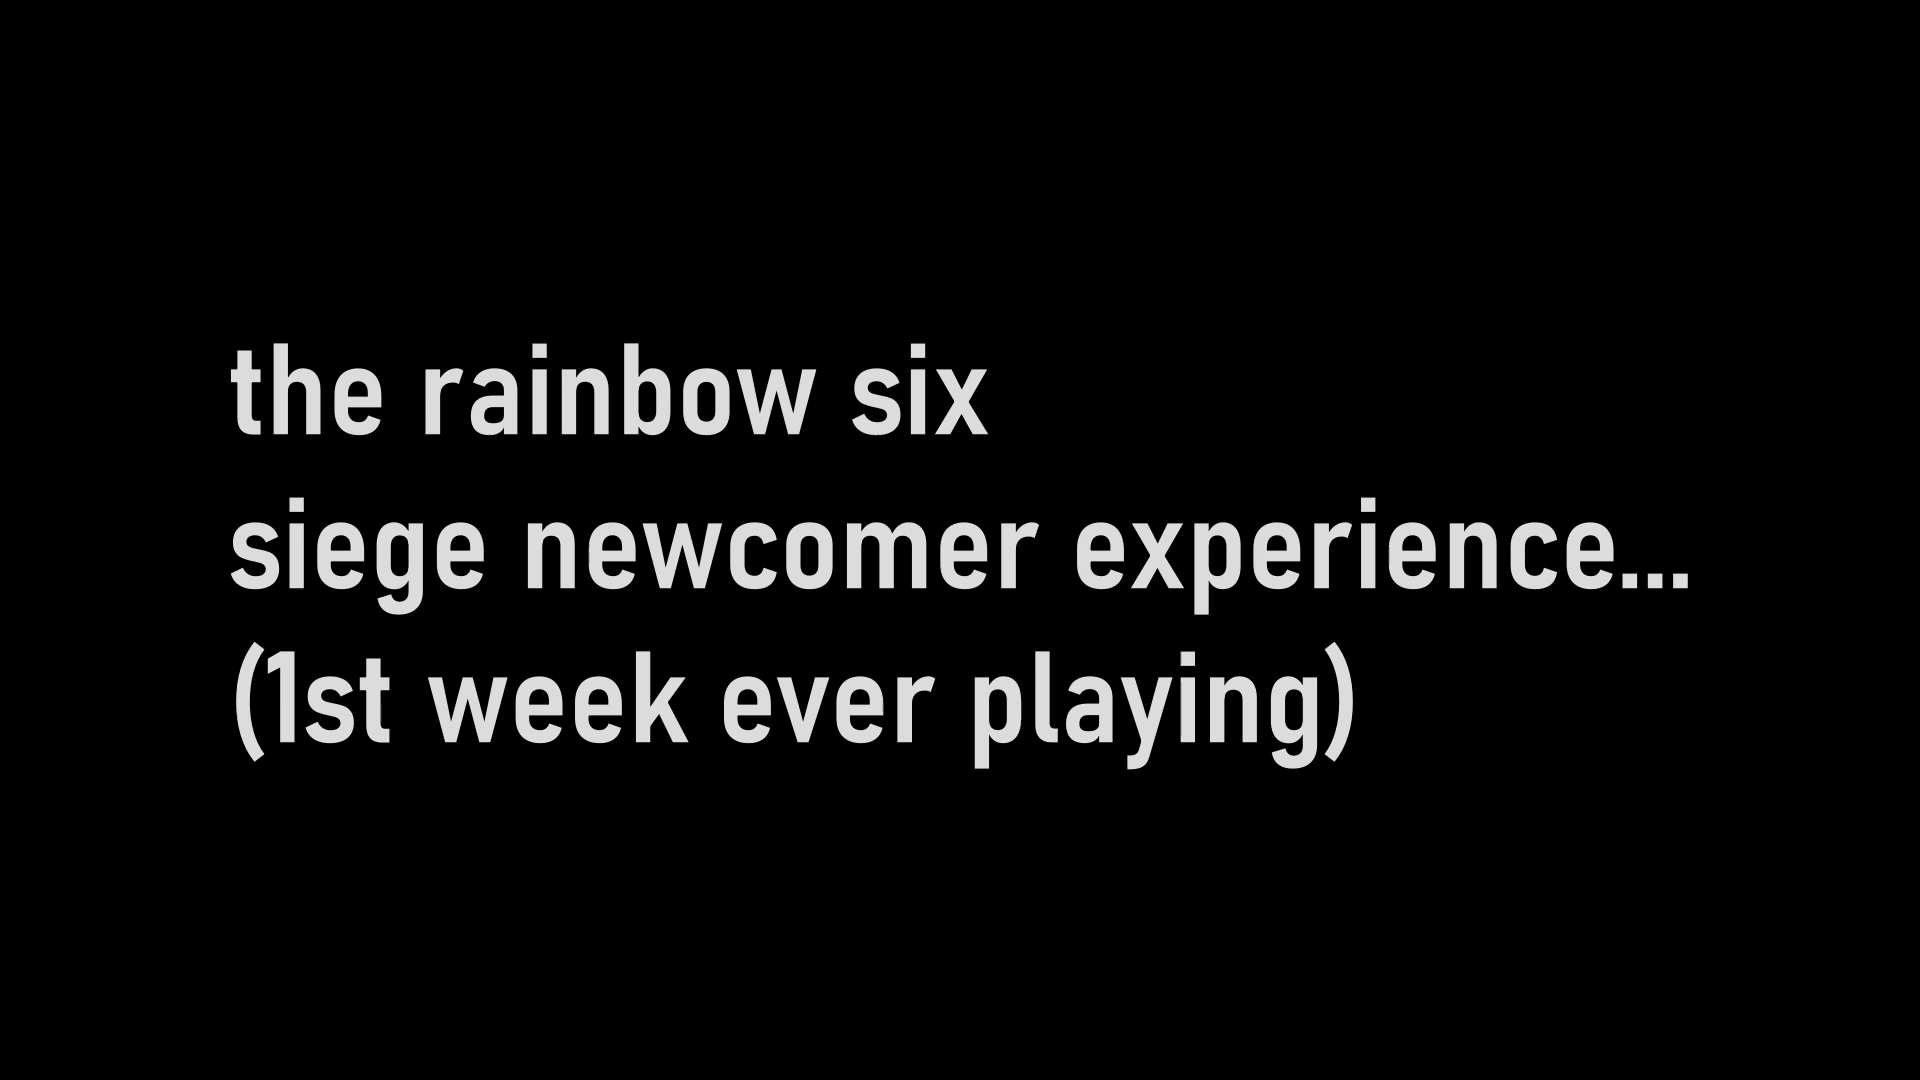 the rainbow six
siege newcomer experience...
(1st week ever playing)